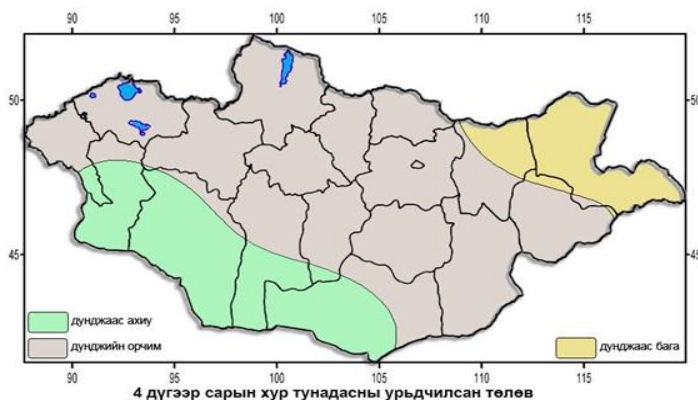 90 95 100 105 110 115
50 50
45 45
дунджаас ахиу
дунджийн орчим дунджаас бага
90 95 100 105 110 115
4 дүгээр сарын хур тунадасны урьдчилсан төлөв